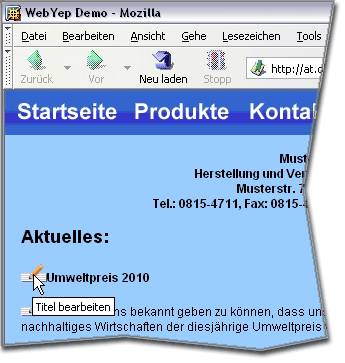 WebYep Demo - Mozilla
Datei Bearbeiten Ansicht Gehe Lesezeichen Tools
Zurück Vor Neu laden Stopp http://at.d
Startseite Produkte Konta
Must
Herstellung und Ver
Musterstr. 7
Tel.: 0815-4711, Fax: 0815-4
Aktuelles:
Umweltpreis 2010
Titel bearbeiten
ns bekannt geben zu können, dass uns
nachhaltiges Wirtschaften der diesjährige Umweltpreis